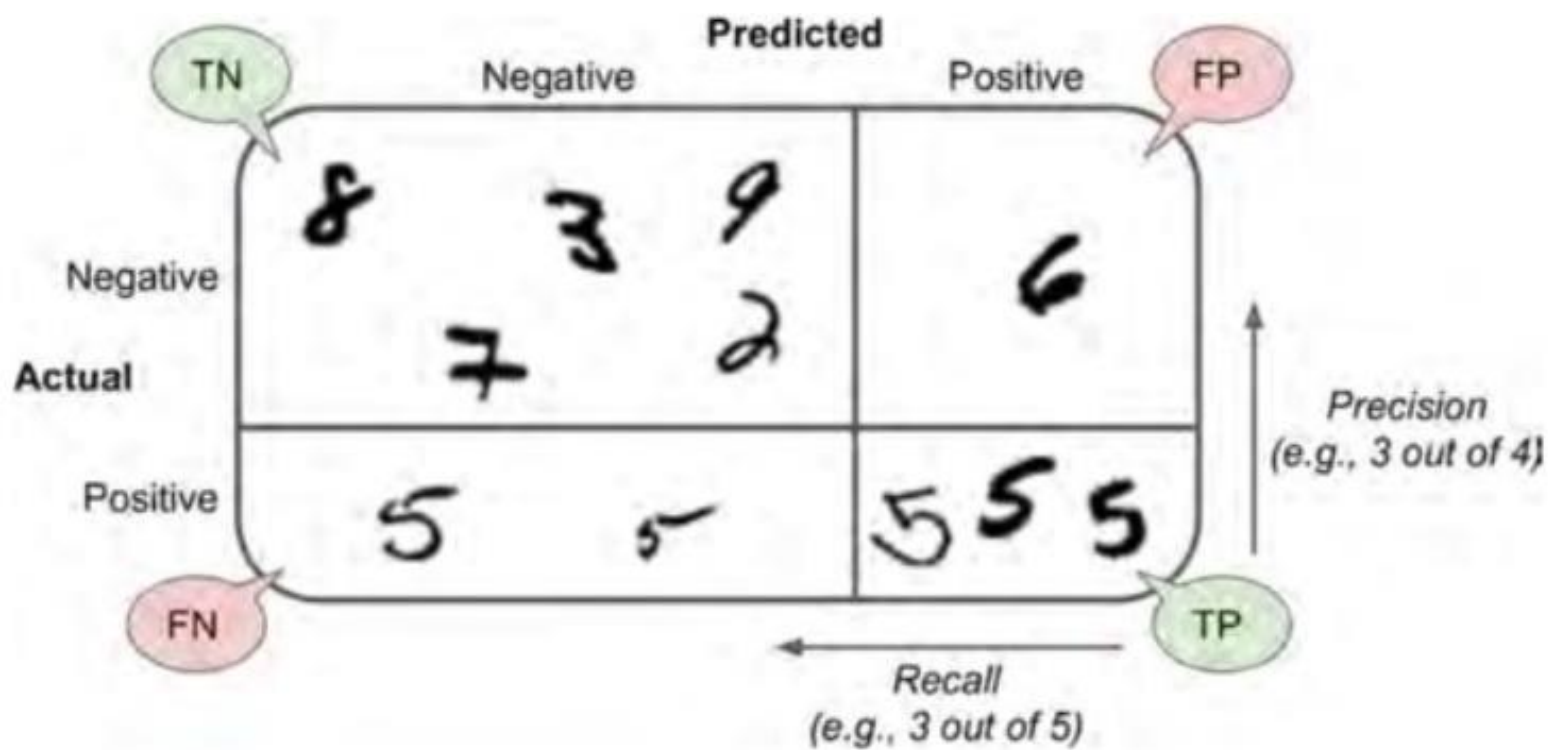 Predicted
TN
Negative
Positive
FP
8
3
9
Negative
6
7
2
Actual
Precision
(e.g., 3 out of 4)
Positive
5
5
5
5
5
FN
TP
Recall
(e.g., 3 out of 5)